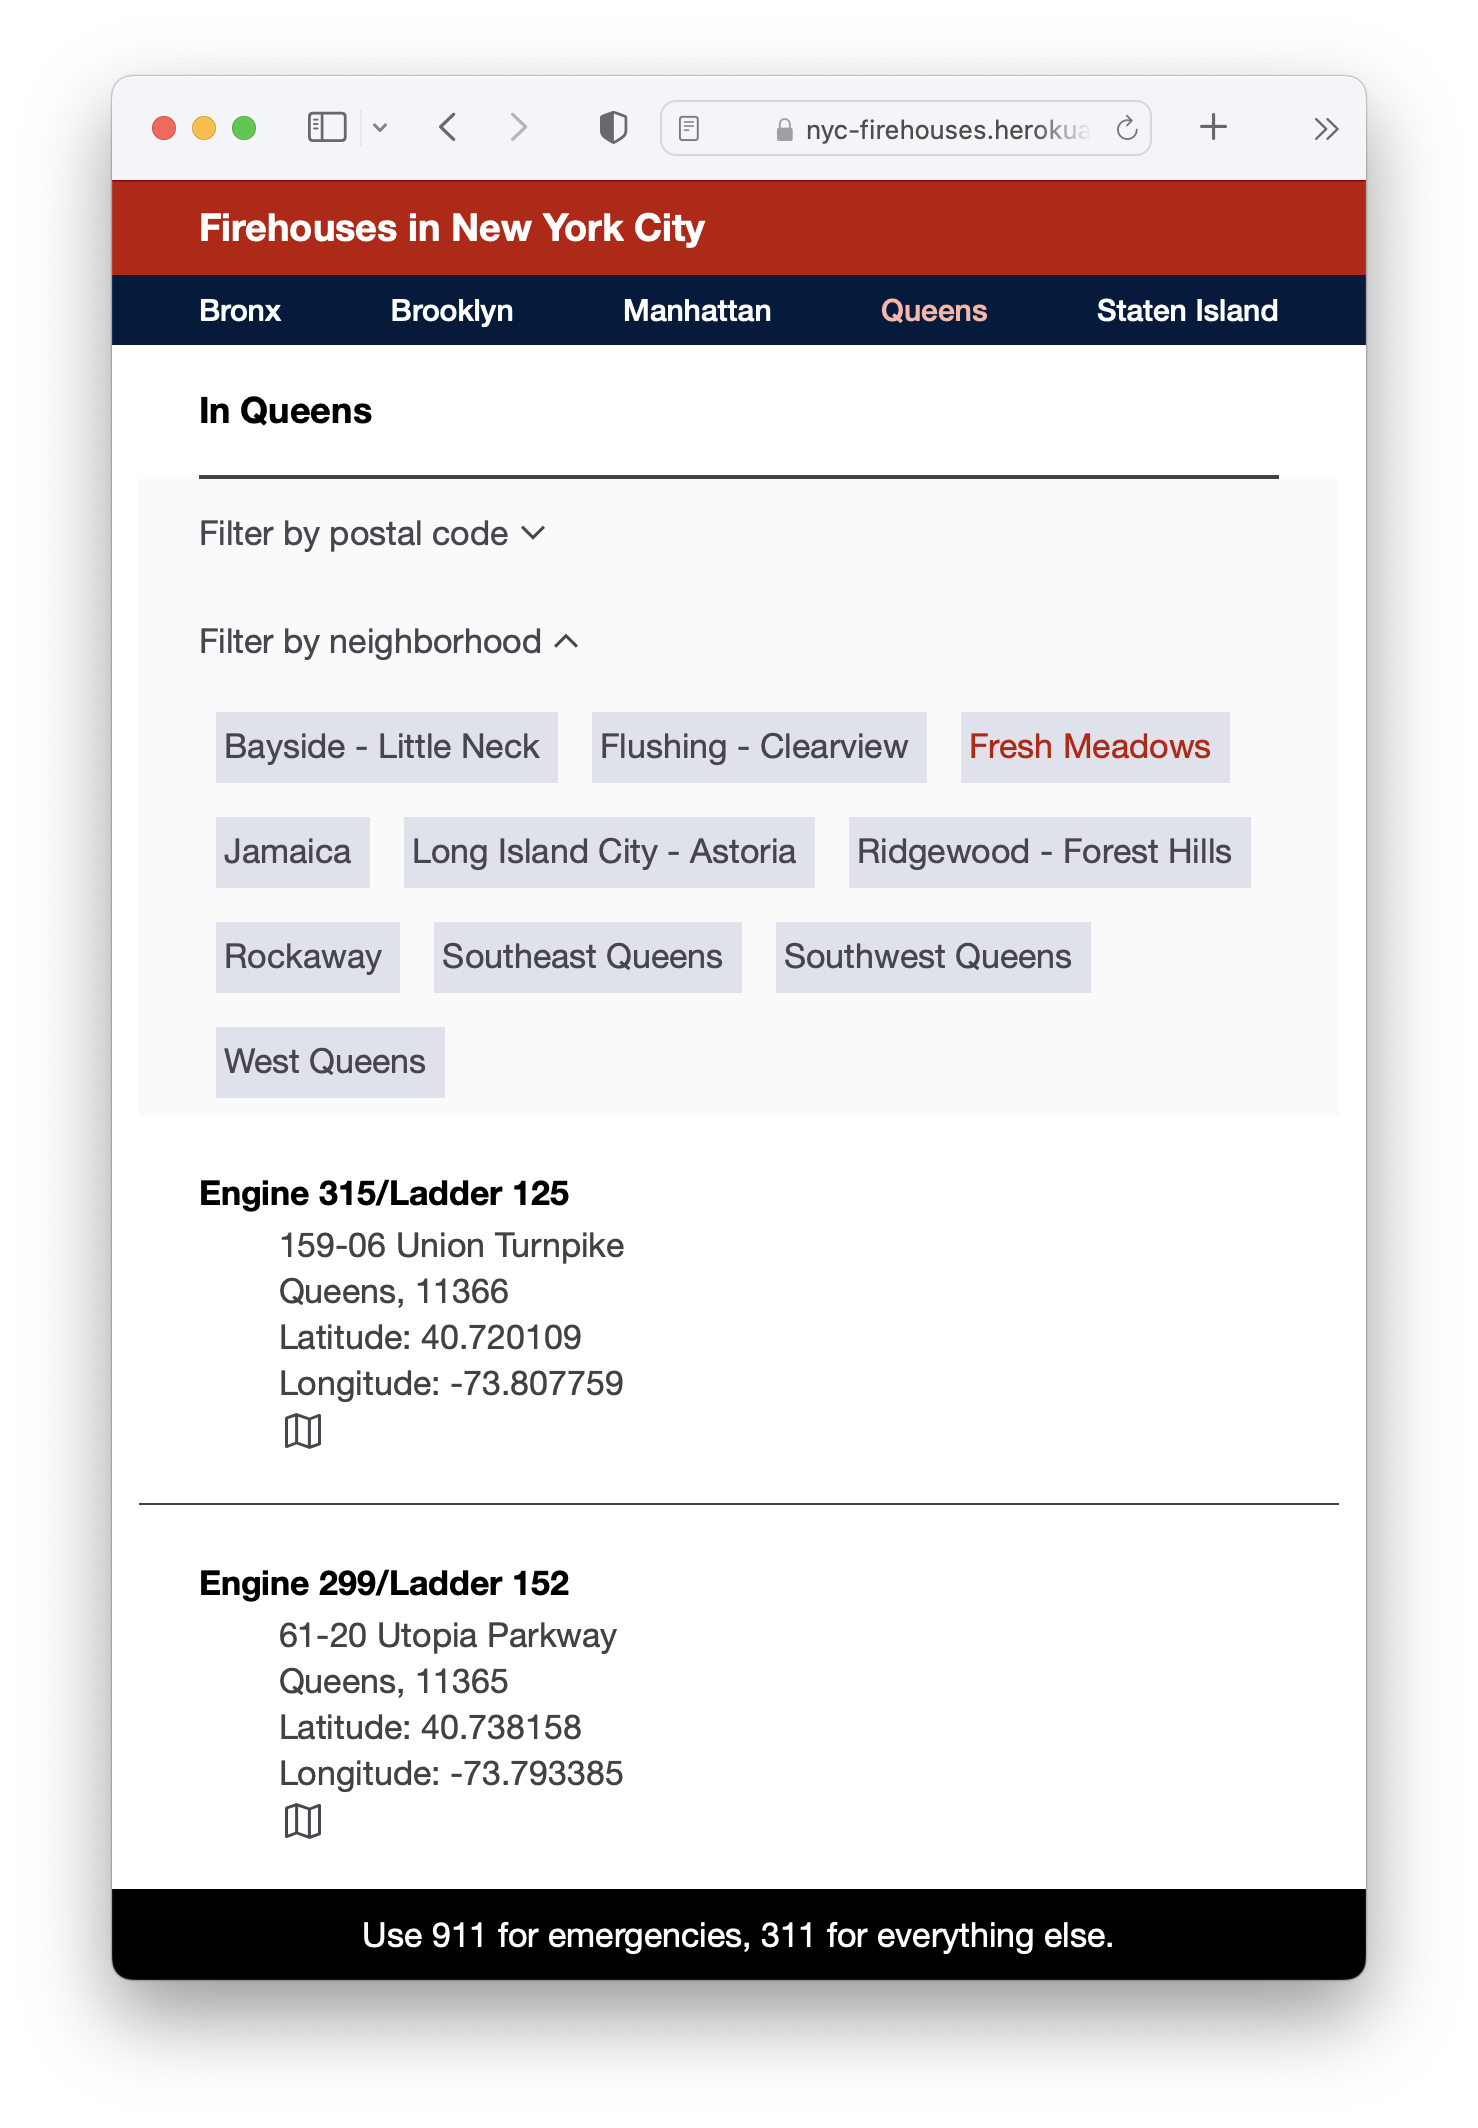 nyc-firehouses.heroku
Firehouses in New York City
Bronx Brooklyn Manhattan Queens Staten Island
In Queens
Filter by postal code
Filter by neighborhood
Bayside - Little Neck Flushing - Clearview Fresh Meadows
Jamaica Long Island City - Astoria Ridgewood - Forest Hills
Rockaway Southeast Queens Southwest Queens
West Queens
Engine 315/Ladder 125
159-06 Union Turnpike
Queens, 11366
Latitude: 40.720109
Longitude: -73.807759
Engine 299/Ladder 152
61-20 Utopia Parkway
Queens, 11365
Latitude: 40.738158
Longitude: -73.793385
Use 911 for emergencies, 311 for everything else.